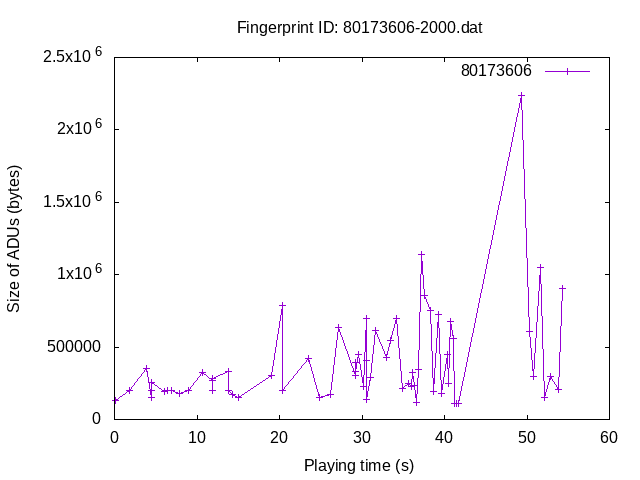 Fingerprint ID: 80173606-2000.dat
80173606
Size of ADUs (bytes)
2.5x10^6
2x10^6
1.5x10^6
1x10^6
500000
0
0 10 20 30 40 50 60
Playing time (s)